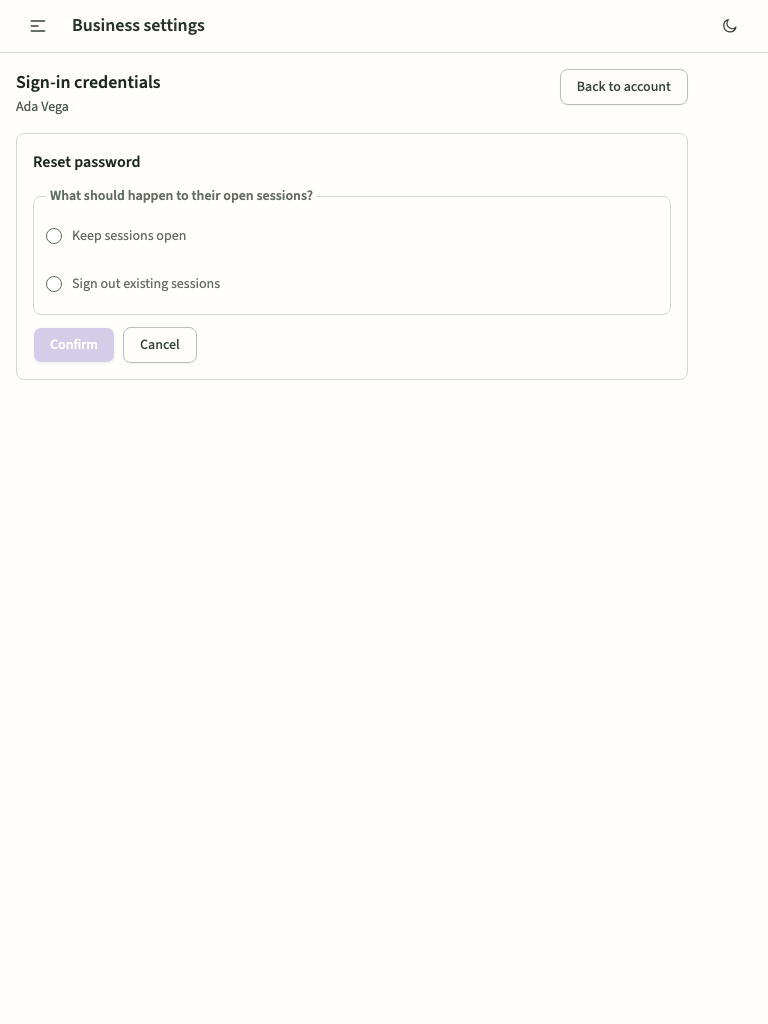 Business settings
Sign-in credentials
Ada Vega
Back to account
Reset password
What should happen to their open sessions?
Keep sessions open
Sign out existing sessions
Confirm
Cancel